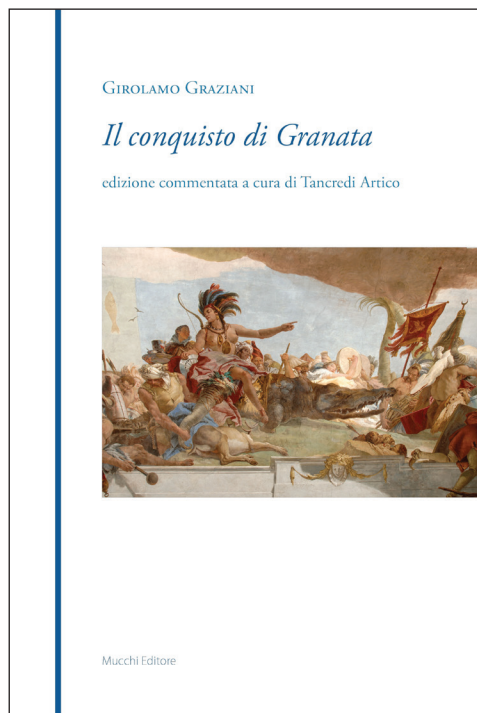 Girolamo Graziani
Il conquisto di Granata
edizione commentata a cura di Tancredi Artico
Mucchi Editore